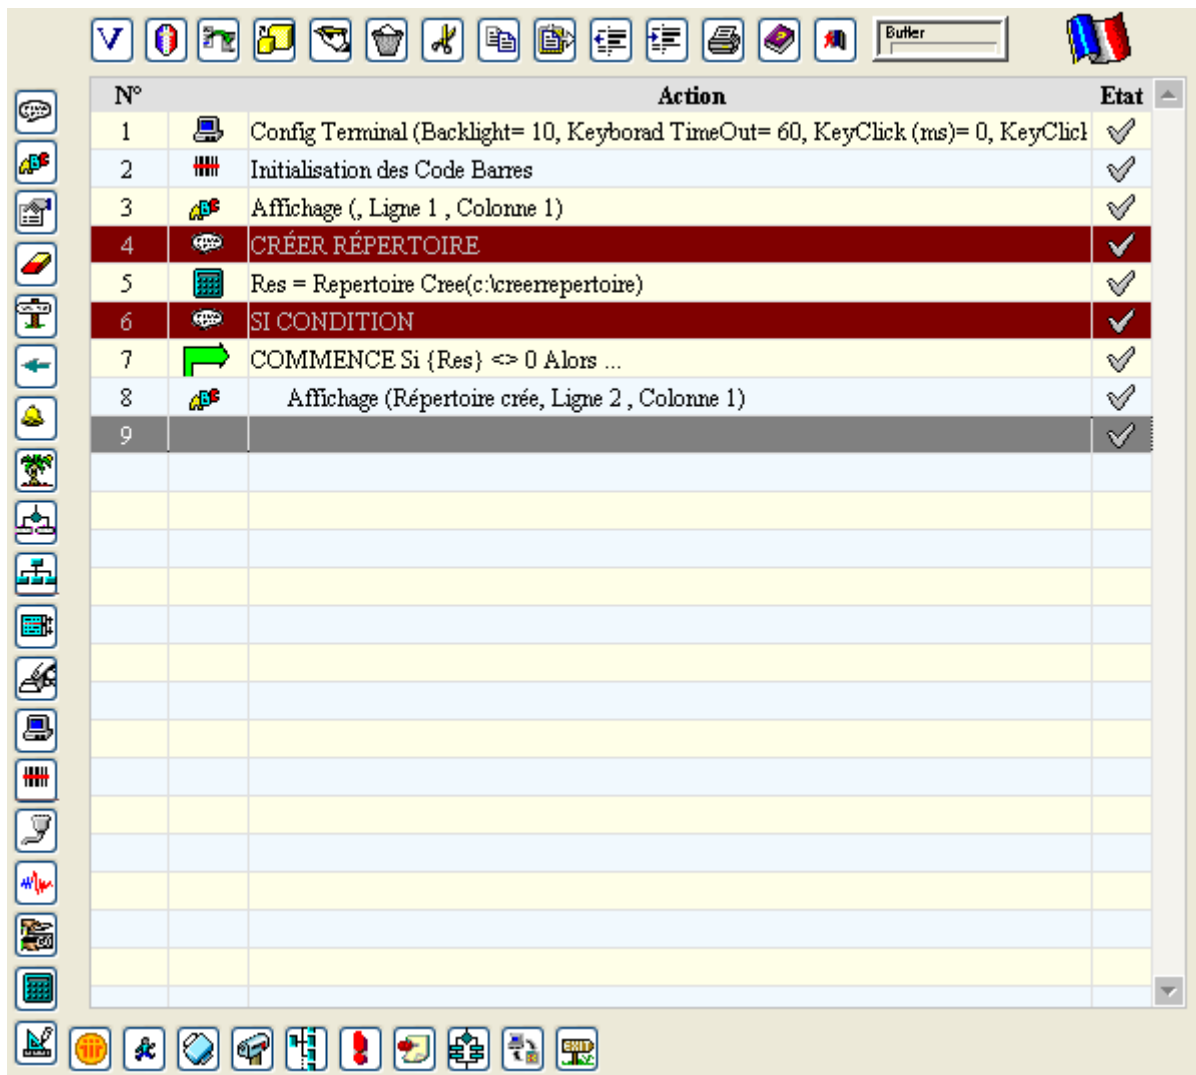 V
Buffer
N° Action Etat
1 Config Terminal (Backlight= 10, Keyborad TimeOut= 60, KeyClick (ms)= 0, KeyClick
2 Initialisation des Code Barres
3 Affichage (, Ligne 1 , Colonne 1)
4 CRÉER RÉPERTOIRE
5 Res = Repertoire Cree(c:\creerrepertoire)
6 SI CONDITION
7 COMMENCE Si {Res} <> 0 Alors ...
8 Affichage (Répertoire crée, Ligne 2 , Colonne 1)
9
EXIT